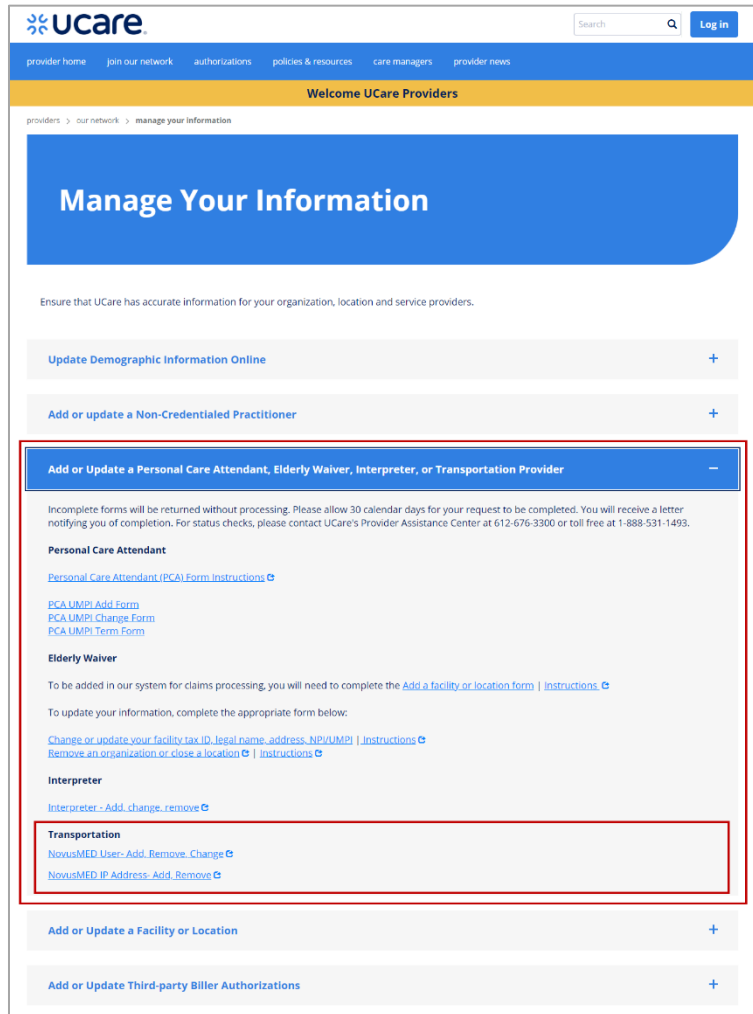 ucare.
Search
Log in
provider home join our network authorizations policies & resources care managers provider news
Welcome UCare Providers
providers > our network > manage your information
Manage Your Information
Ensure that UCare has accurate information for your organization, location and service providers.
Update Demographic Information Online +
Add or update a Non-Credentialed Practitioner +
Add or Update a Personal Care Attendant, Elderly Waiver, Interpreter, or Transportation Provider −
Incomplete forms will be returned without processing. Please allow 30 calendar days for your request to be completed. You will receive a letter
notifying you of completion. For status checks, please contact UCare's Provider Assistance Center at 612-676-3300 or toll free at 1-888-531-1493.
Personal Care Attendant
Personal Care Attendant (PCA) Form Instructions
PCA UMPI Add Form
PCA UMPI Change Form
PCA UMPI Term Form
Elderly Waiver
To be added in our system for claims processing, you will need to complete the Add a facility or location form | Instructions
To update your information, complete the appropriate form below:
Change or update your facility tax ID, legal name, address, NPI/UMPI | Instructions
Remove an organization or close a location | Instructions
Interpreter
Interpreter - Add, change, remove
Transportation
NovusMED User- Add, Remove, Change
NovusMED IP Address- Add, Remove
Add or Update a Facility or Location +
Add or Update Third-party Biller Authorizations +